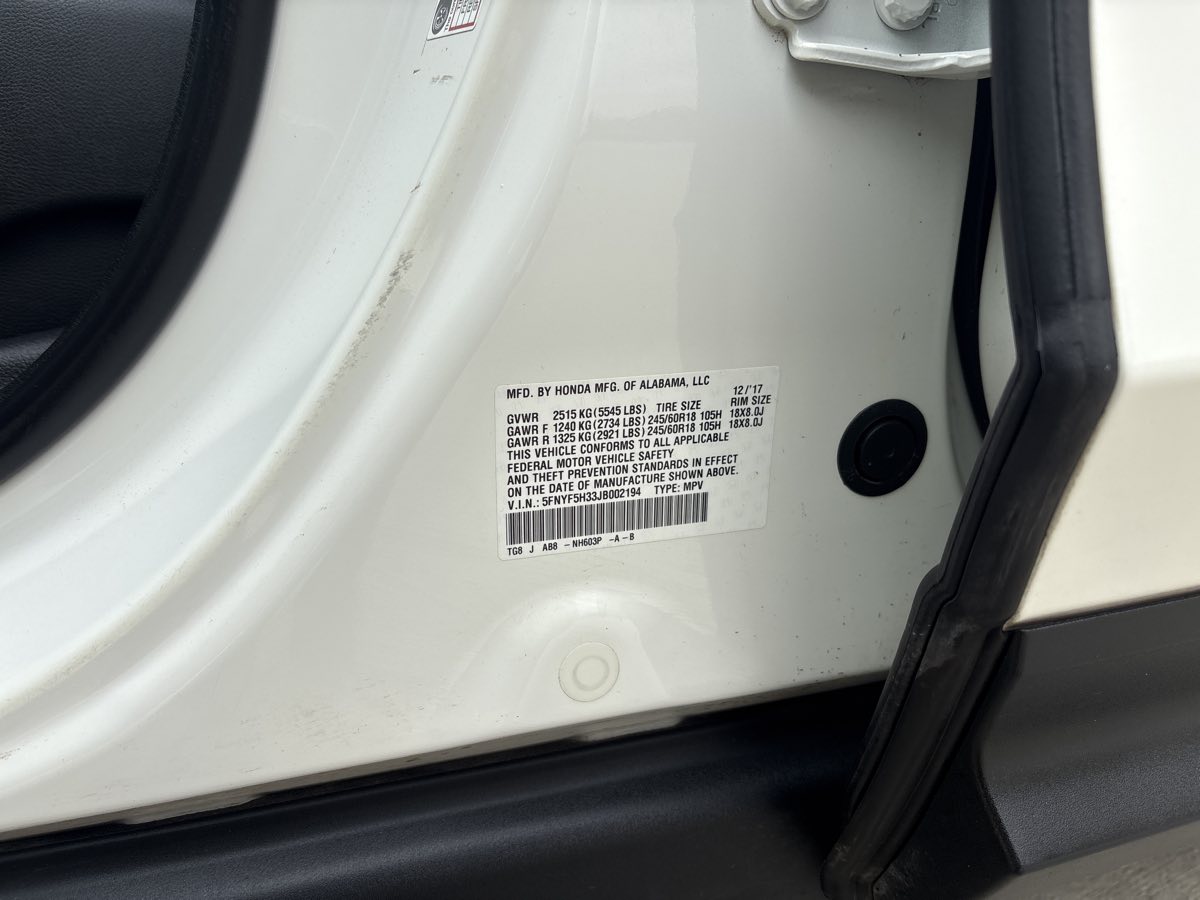 MFD. BY HONDA MFG. OF ALABAMA, LLC 12/'17
GVWR 2515 KG(5545 LBS) TIRE SIZE RIM SIZE
GAWR F 1240 KG(2734 LBS) 245/60R18 105H 18X8.0J
GAWR R 1325 KG(2921 LBS) 245/60R18 105H 18X8.0J
THIS VEHICLE CONFORMS TO ALL APPLICABLE
FEDERAL MOTOR VEHICLE SAFETY
AND THEFT PREVENTION STANDARDS IN EFFECT
ON THE DATE OF MANUFACTURE SHOWN ABOVE.
V.I.N.: 5FNYF5H33JB002194 TYPE: MPV
TG8 J AB8 -NH603P -A-B